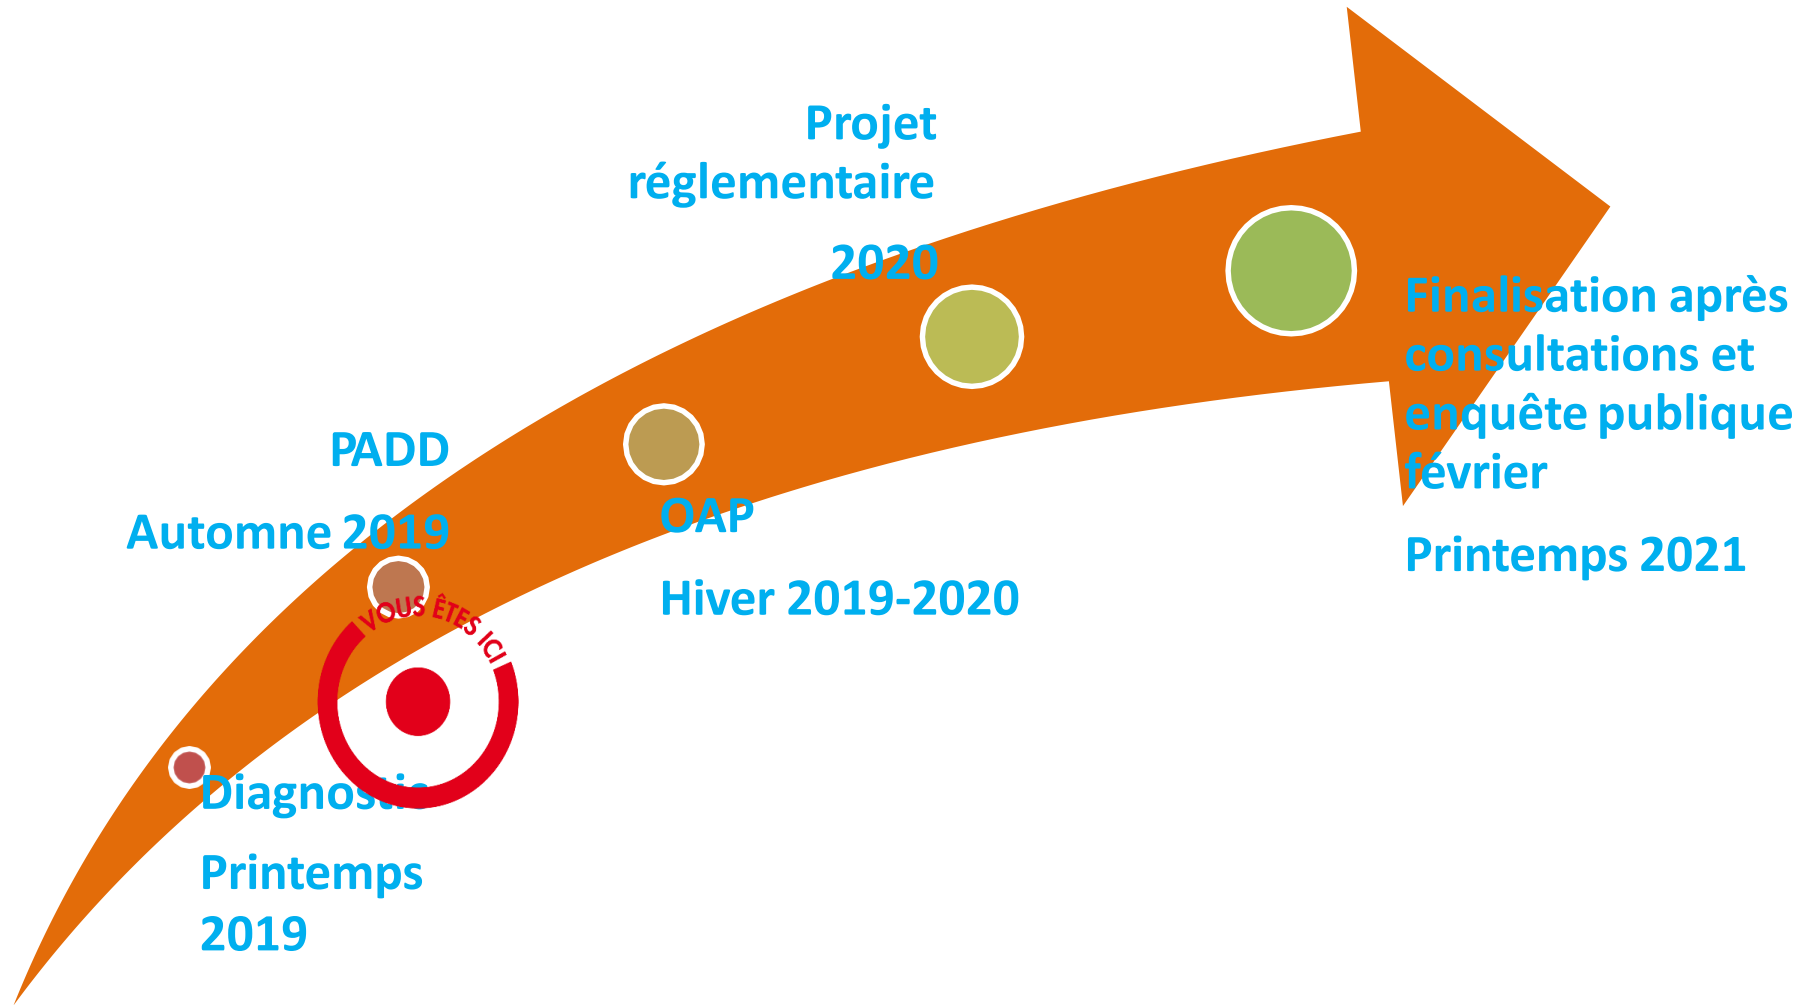 Projet
réglementaire
2020
Finalisation après
consultations et
enquête publique
février
Printemps 2021
PADD
Automne 2019
OAP
Hiver 2019-2020
VOUS ÊTES ICI
Diagnostic
Printemps
2019